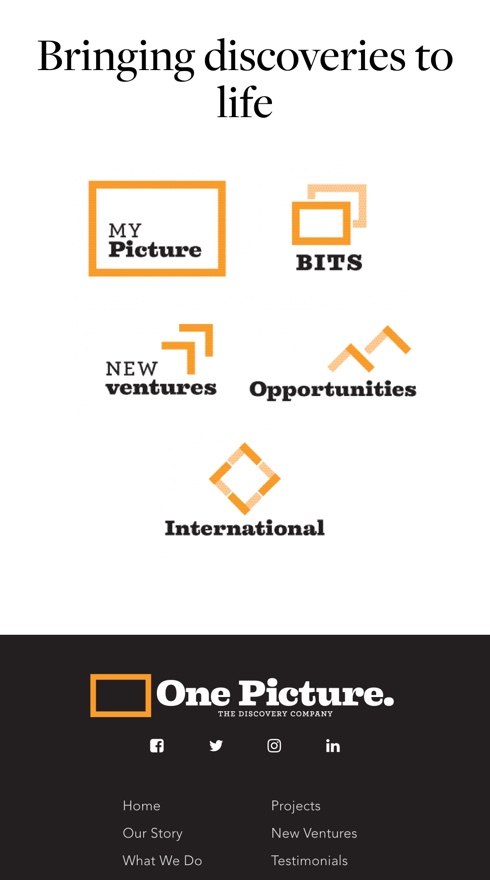 Bringing discoveries to
life
MY
Picture
BITS
NEW
ventures
Opportunities
International
One Picture.
THE DISCOVERY COMPANY
Home
Projects
Our Story
New Ventures
What We Do
Testimonials